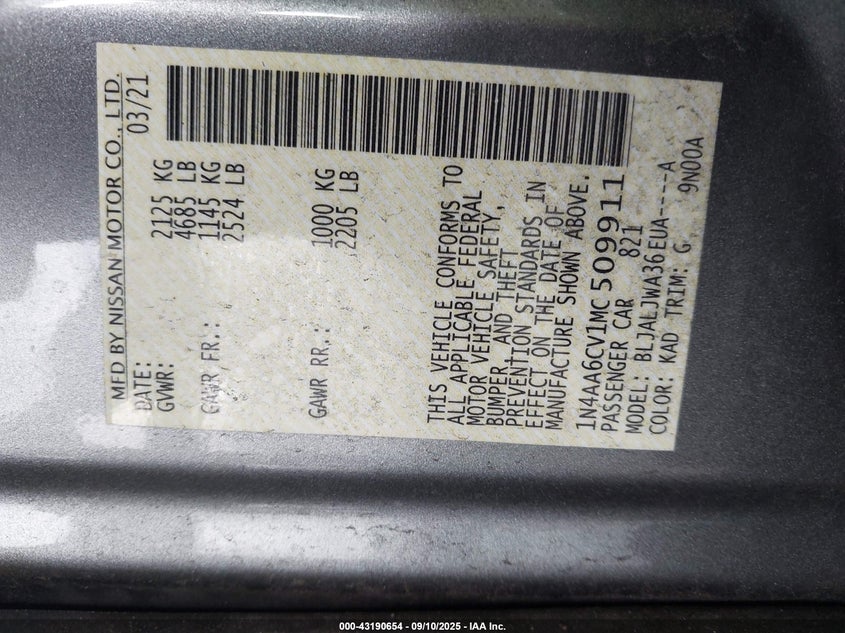 MFD BY NISSAN MOTOR CO., LTD.
DATE: 03/21
GVWR: 2125 KG
4685 LB
GAWR FR.: 1145 KG
2524 LB
GAWR RR.: 1000 KG
2205 LB
THIS VEHICLE CONFORMS TO
ALL APPLICABLE FEDERAL
MOTOR VEHICLE SAFETY,
BUMPER, AND THEFT
PREVENTION STANDARDS IN
EFFECT ON THE DATE OF
MANUFACTURE SHOWN ABOVE.
1N4AA6CV1MC509911
PASSENGER CAR 821
MODEL: BLJALJWA36EUA-----A
COLOR: KAD TRIM: G 9N00A
000-43190654 - 09/10/2025 - IAA Inc.